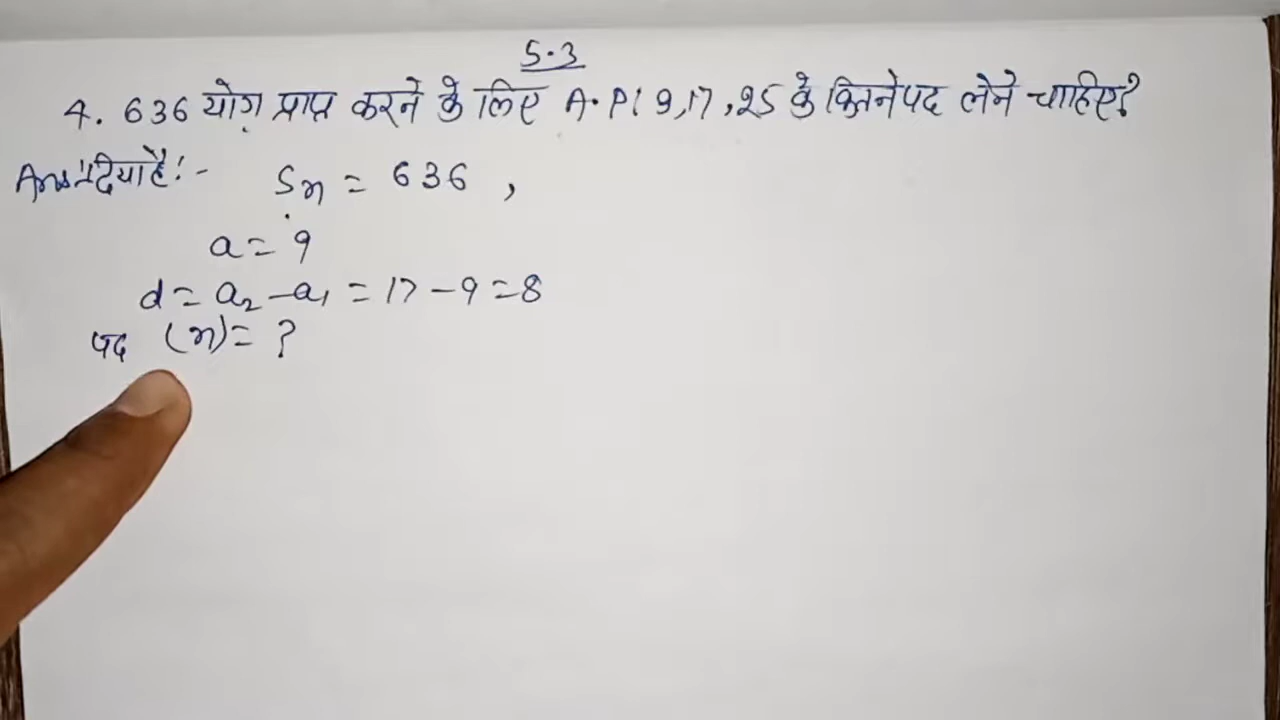 5.3
4. 636 योग प्राप्त करने के लिए A.P: 9,17,25 के कितने पद लेने चाहिए?
Ans: दिया है:- Sn = 636 ,
a = 9
d = a₂ - a₁ = 17 - 9 = 8
पद (n) = ?